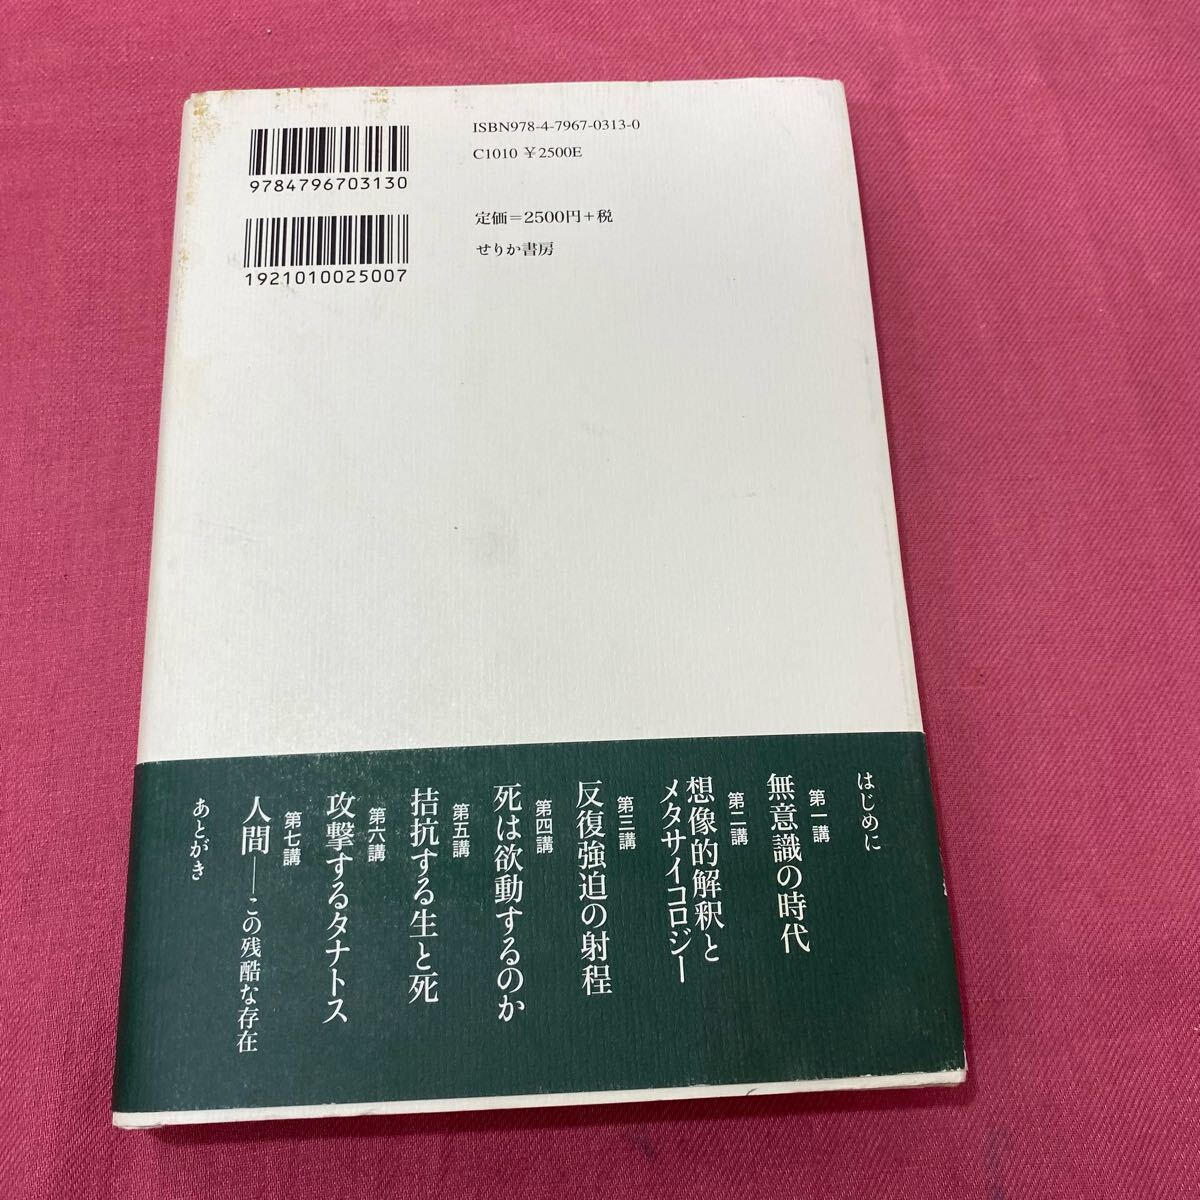 ISBN978-4-7967-0313-0
C1010 ￥2500E
9784796703130
定価＝2500円＋税
せりか書房
1921010025007
はじめに
第一講
無意識の時代
第二講
想像的解釈と
メタサイコロジー
第三講
反復強迫の射程
第四講
死は欲動するのか
第五講
拮抗する生と死
第六講
攻撃するタナトス
第七講
人間──この残酷な存在
あとがき